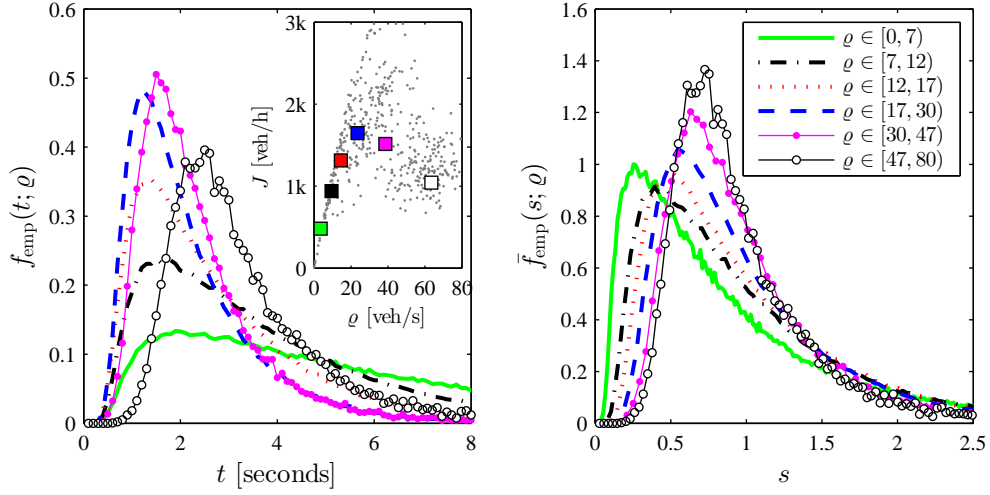 f_emp(t; ϱ)
0.6
0.5
0.4
0.3
0.2
0.1
0
0 2 4 6 8
t [seconds]
J [veh/h]
3k
2k
1k
0
0 20 40 60 80
ϱ [veh/s]
f̄_emp(s; ϱ)
1.6
1.4
1.2
1
0.8
0.6
0.4
0.2
0
0 0.5 1 1.5 2 2.5
s
ϱ ∈ [0, 7)
ϱ ∈ [7, 12)
ϱ ∈ [12, 17)
ϱ ∈ [17, 30)
ϱ ∈ [30, 47)
ϱ ∈ [47, 80)